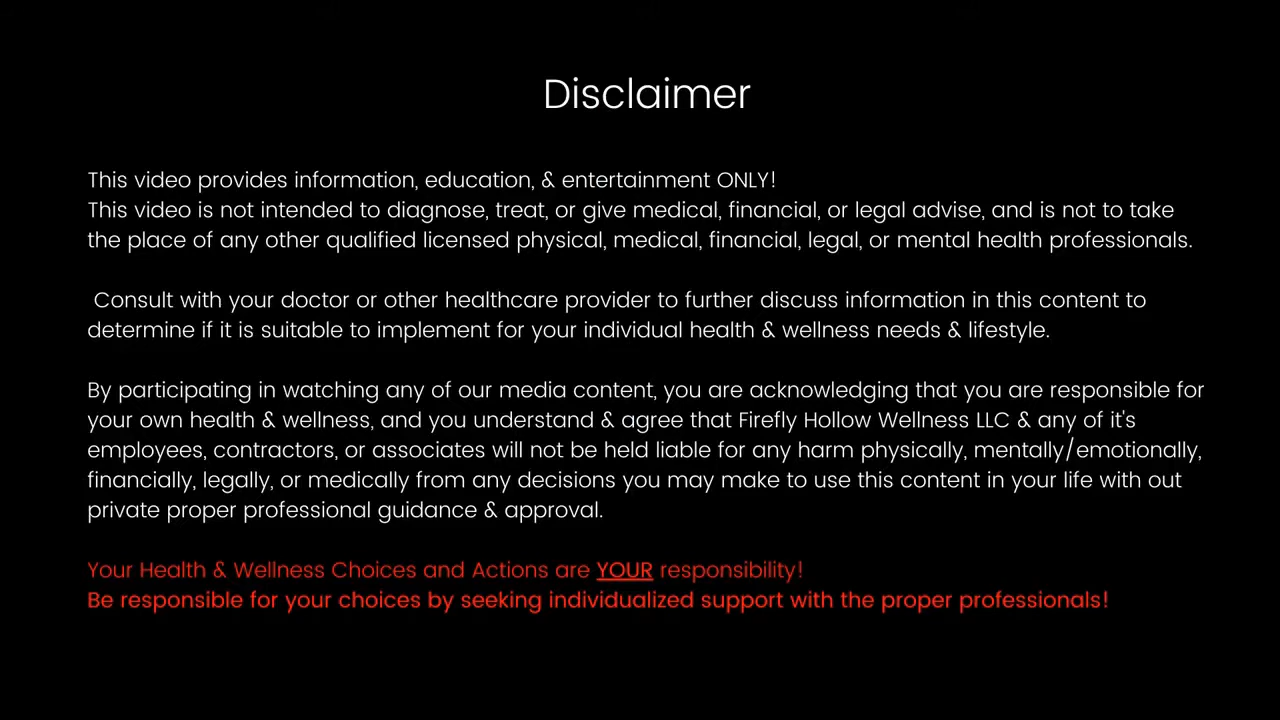 Disclaimer
This video provides information, education, & entertainment ONLY!
This video is not intended to diagnose, treat, or give medical, financial, or legal advise, and is not to take
the place of any other qualified licensed physical, medical, financial, legal, or mental health professionals.
Consult with your doctor or other healthcare provider to further discuss information in this content to
determine if it is suitable to implement for your individual health & wellness needs & lifestyle.
By participating in watching any of our media content, you are acknowledging that you are responsible for
your own health & wellness, and you understand & agree that Firefly Hollow Wellness LLC & any of it's
employees, contractors, or associates will not be held liable for any harm physically, mentally/emotionally,
financially, legally, or medically from any decisions you may make to use this content in your life with out
private proper professional guidance & approval.
Your Health & Wellness Choices and Actions are YOUR responsibility!
Be responsible for your choices by seeking individualized support with the proper professionals!